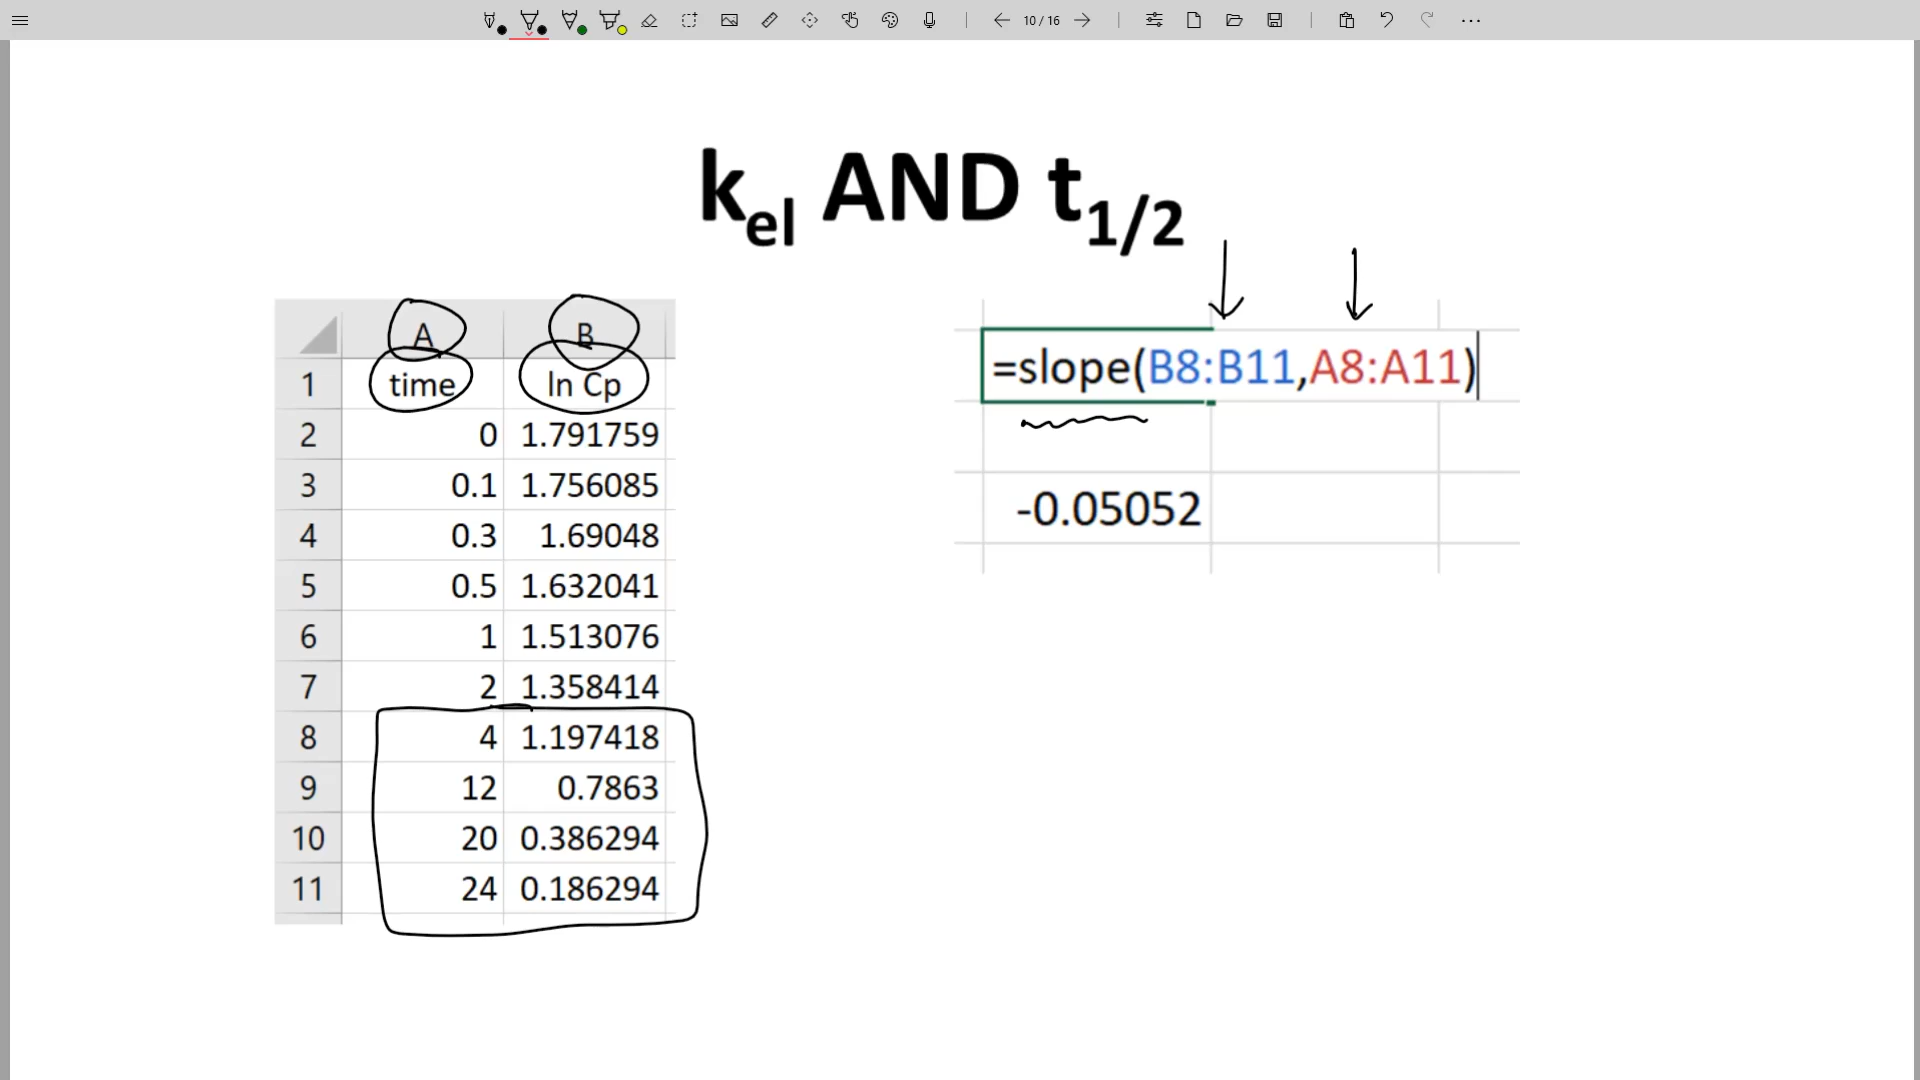 10 / 16
kel AND t1/2
A B
1 time ln Cp
2 0 1.791759
3 0.1 1.756085
4 0.3 1.69048
5 0.5 1.632041
6 1 1.513076
7 2 1.358414
8 4 1.197418
9 12 0.7863
10 20 0.386294
11 24 0.186294
=slope(B8:B11,A8:A11)
-0.05052